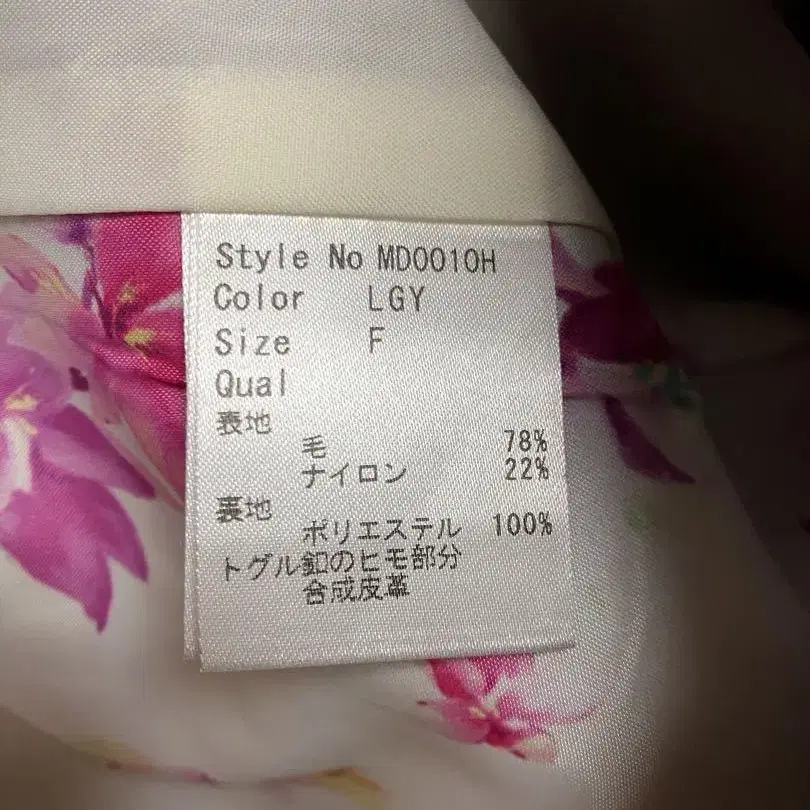 Style No MD0010H
Color LGY
Size F
Qual
表地
毛 78%
ナイロン 22%
裏地
ポリエステル 100%
トグル釦のヒモ部分
合成皮革